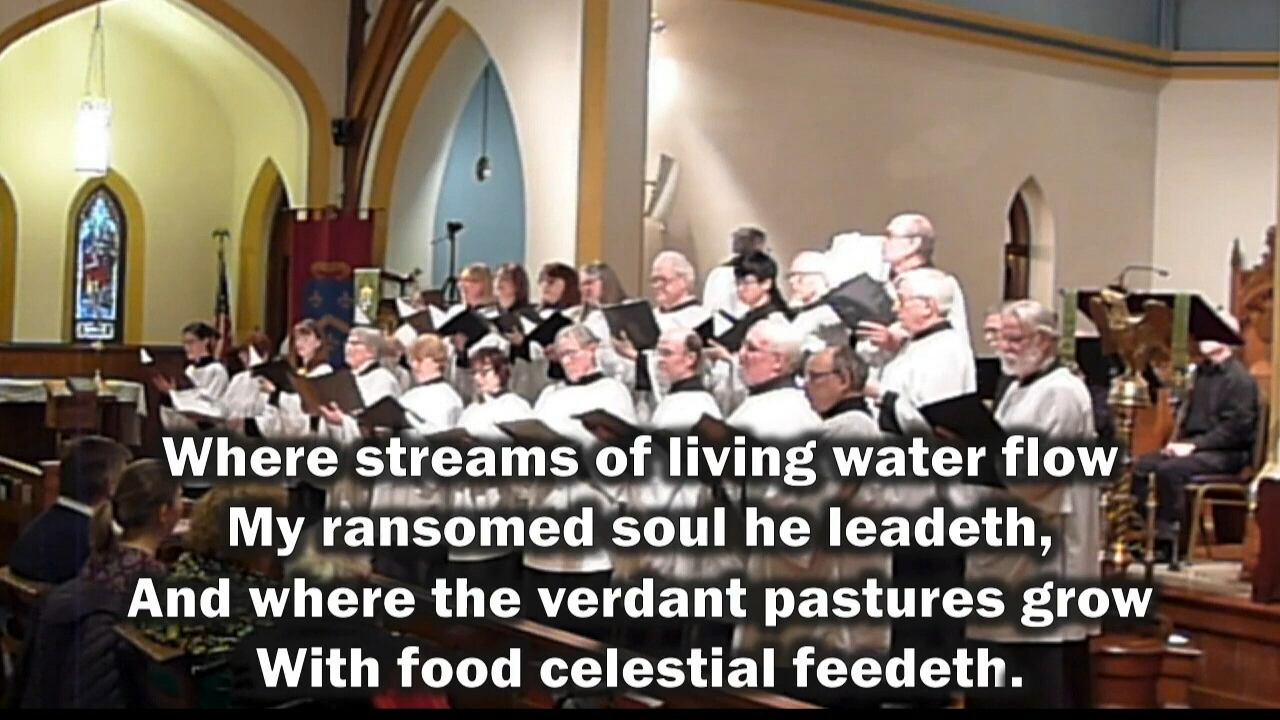 Where streams of living water flow
My ransomed soul he leadeth,
And where the verdant pastures grow
With food celestial feedeth.